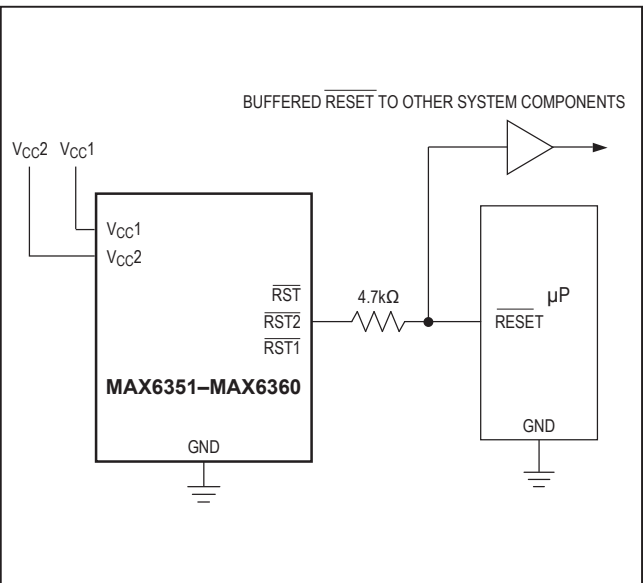 BUFFERED RESET TO OTHER SYSTEM COMPONENTS
VCC2 VCC1
VCC1
VCC2
RST
RST2
RST1
4.7kΩ
µP
RESET
MAX6351–MAX6360
GND
GND